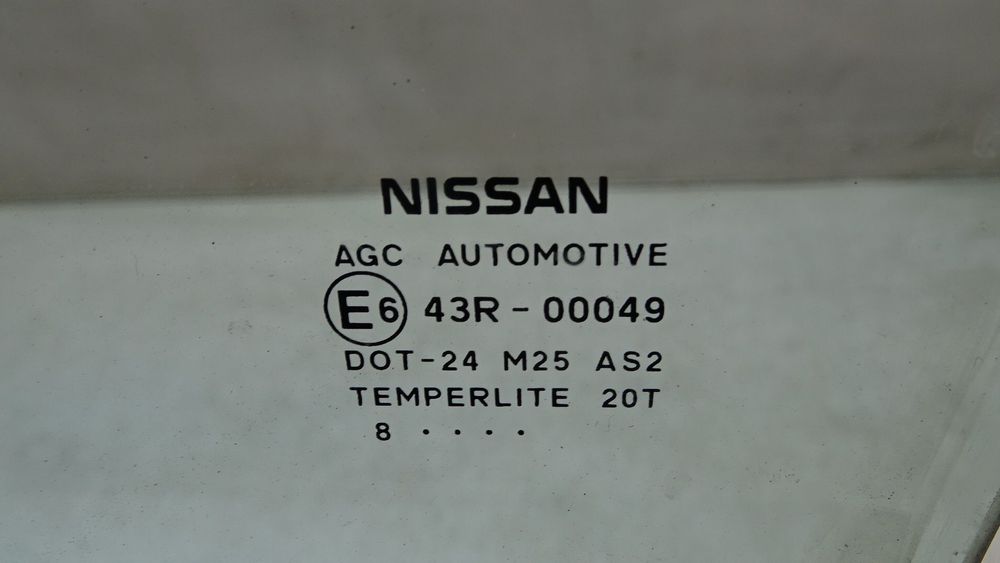 NISSAN
AGC AUTOMOTIVE
E6 43R-00049
DOT-24 M25 AS2
TEMPERLITE 20T
8 · · · ·